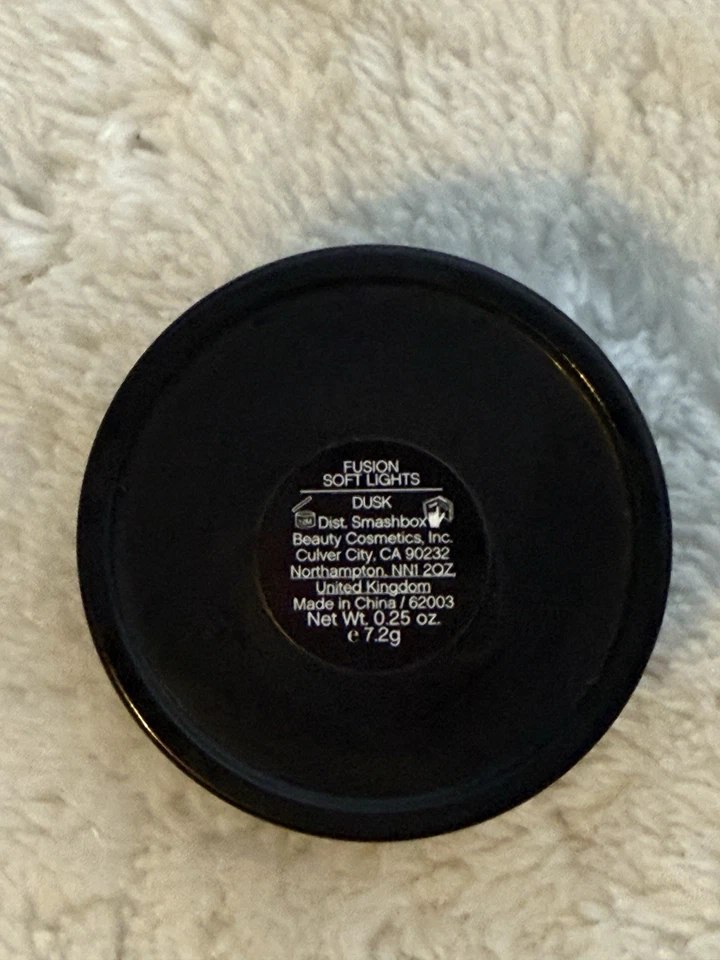 FUSION
SOFT LIGHTS
DUSK
Dist. Smashbox
Beauty Cosmetics, Inc.
Culver City, CA 90232
Northampton, NN1 2QZ,
United Kingdom
Made in China / 62003
Net Wt. 0.25 oz.
e 7.2g